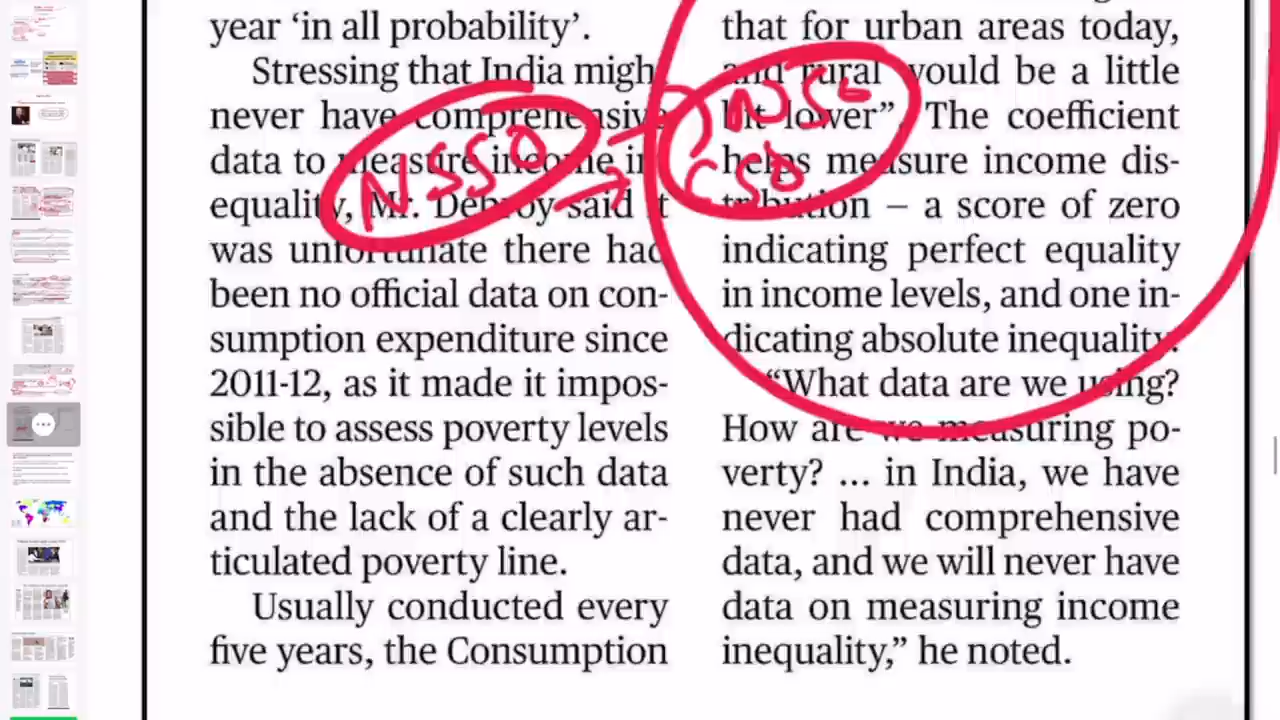 year ‘in all probability’.
Stressing that India migh
never have comprehensive
data to measure income in
equality, Mr. Debroy said it
was unfortunate there had
been no official data on con-
sumption expenditure since
2011-12, as it made it impos-
sible to assess poverty levels
in the absence of such data
and the lack of a clearly ar-
ticulated poverty line.
Usually conducted every
five years, the Consumption
that for urban areas today,
and rural would be a little
bit lower”. The coefficient
helps measure income dis-
tribution – a score of zero
indicating perfect equality
in income levels, and one in-
dicating absolute inequality.
“What data are we using?
How are we measuring po-
verty? ... in India, we have
never had comprehensive
data, and we will never have
data on measuring income
inequality,” he noted.
NSSO
NSSO
CSO